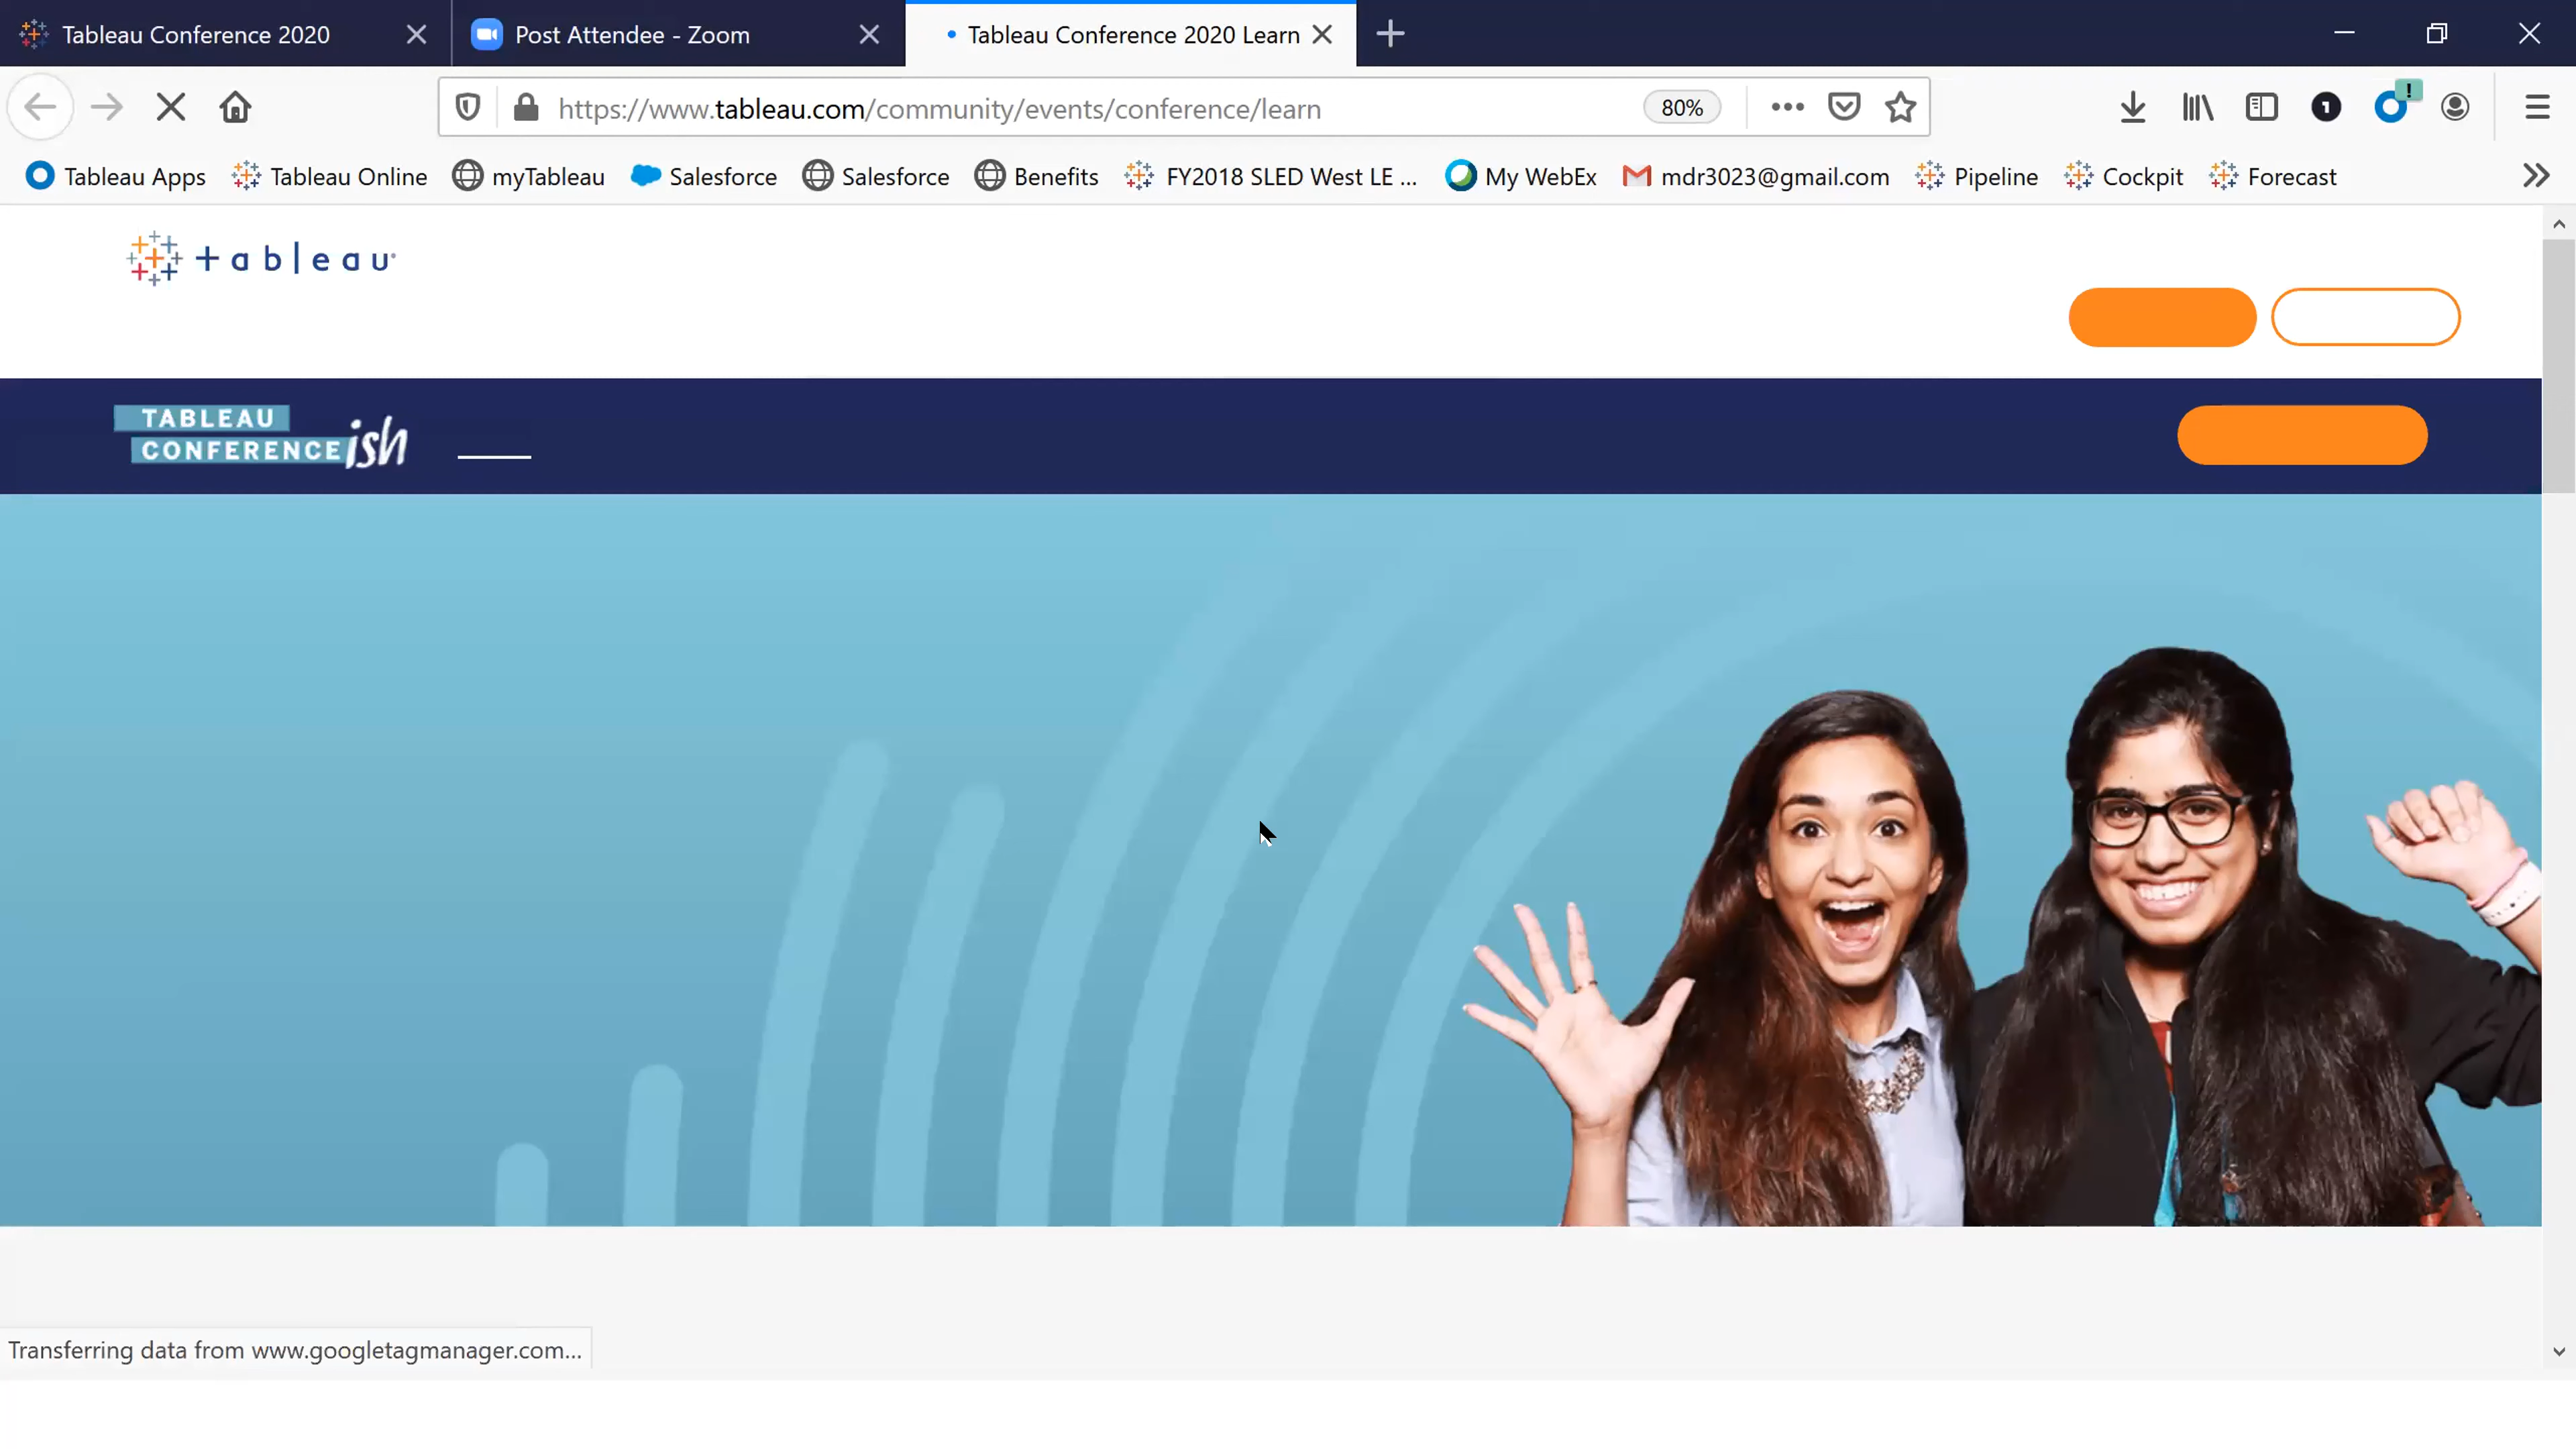 Tableau Conference 2020
Post Attendee - Zoom
Tableau Conference 2020 Learn
https://www.tableau.com/community/events/conference/learn
80%
Tableau Apps
Tableau Online
myTableau
Salesforce
Salesforce
Benefits
FY2018 SLED West LE ...
My WebEx
mdr3023@gmail.com
Pipeline
Cockpit
Forecast
+ableau
TABLEAU
CONFERENCEish
Transferring data from www.googletagmanager.com...